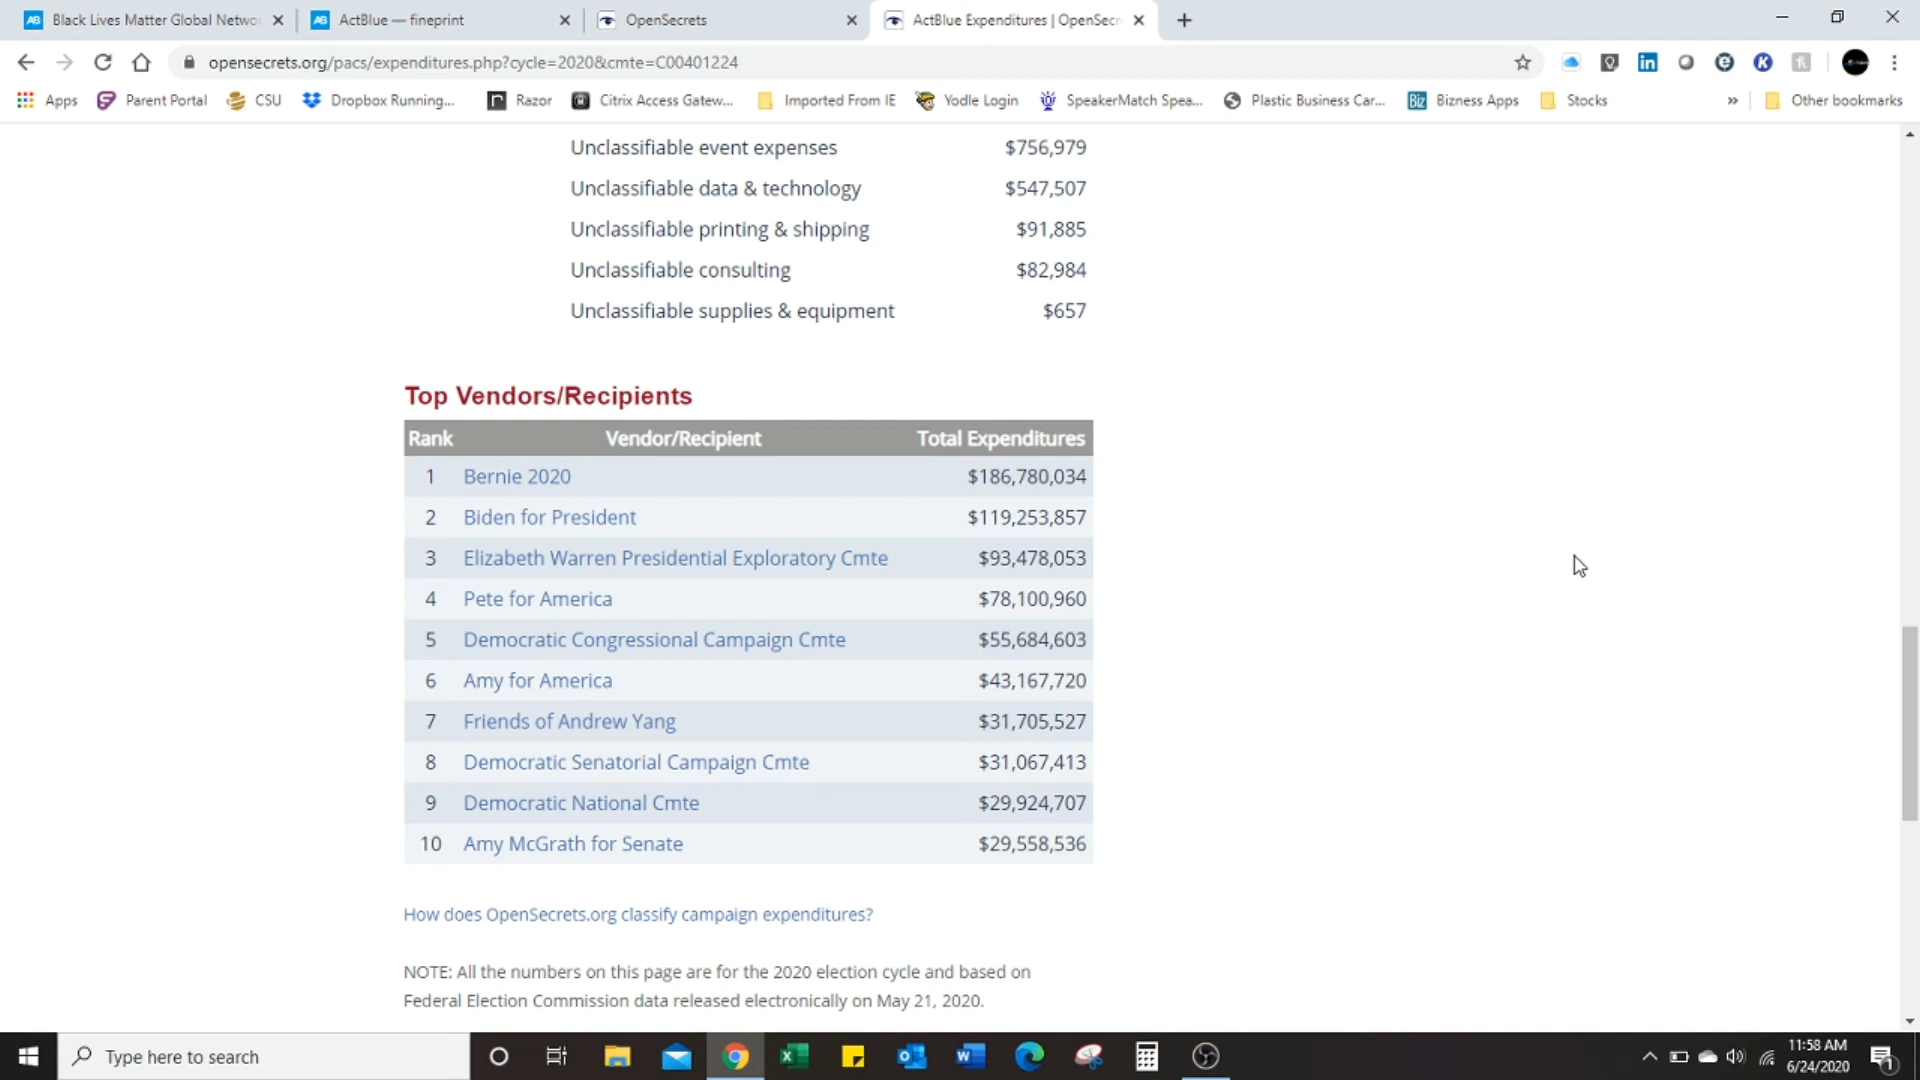 Black Lives Matter Global Netwo
ActBlue — fineprint
OpenSecrets
ActBlue Expenditures | OpenSecr
opensecrets.org/pacs/expenditures.php?cycle=2020&cmte=C00401224
Apps Parent Portal CSU Dropbox Running... Razor Citrix Access Gatew... Imported From IE Yodle Login SpeakerMatch Spea... Plastic Business Car... Biz Bizness Apps Stocks » Other bookmarks
Unclassifiable event expenses $756,979
Unclassifiable data & technology $547,507
Unclassifiable printing & shipping $91,885
Unclassifiable consulting $82,984
Unclassifiable supplies & equipment $657
Top Vendors/Recipients
Rank Vendor/Recipient Total Expenditures
1 Bernie 2020 $186,780,034
2 Biden for President $119,253,857
3 Elizabeth Warren Presidential Exploratory Cmte $93,478,053
4 Pete for America $78,100,960
5 Democratic Congressional Campaign Cmte $55,684,603
6 Amy for America $43,167,720
7 Friends of Andrew Yang $31,705,527
8 Democratic Senatorial Campaign Cmte $31,067,413
9 Democratic National Cmte $29,924,707
10 Amy McGrath for Senate $29,558,536
How does OpenSecrets.org classify campaign expenditures?
NOTE: All the numbers on this page are for the 2020 election cycle and based on
Federal Election Commission data released electronically on May 21, 2020.
Type here to search
11:58 AM
6/24/2020